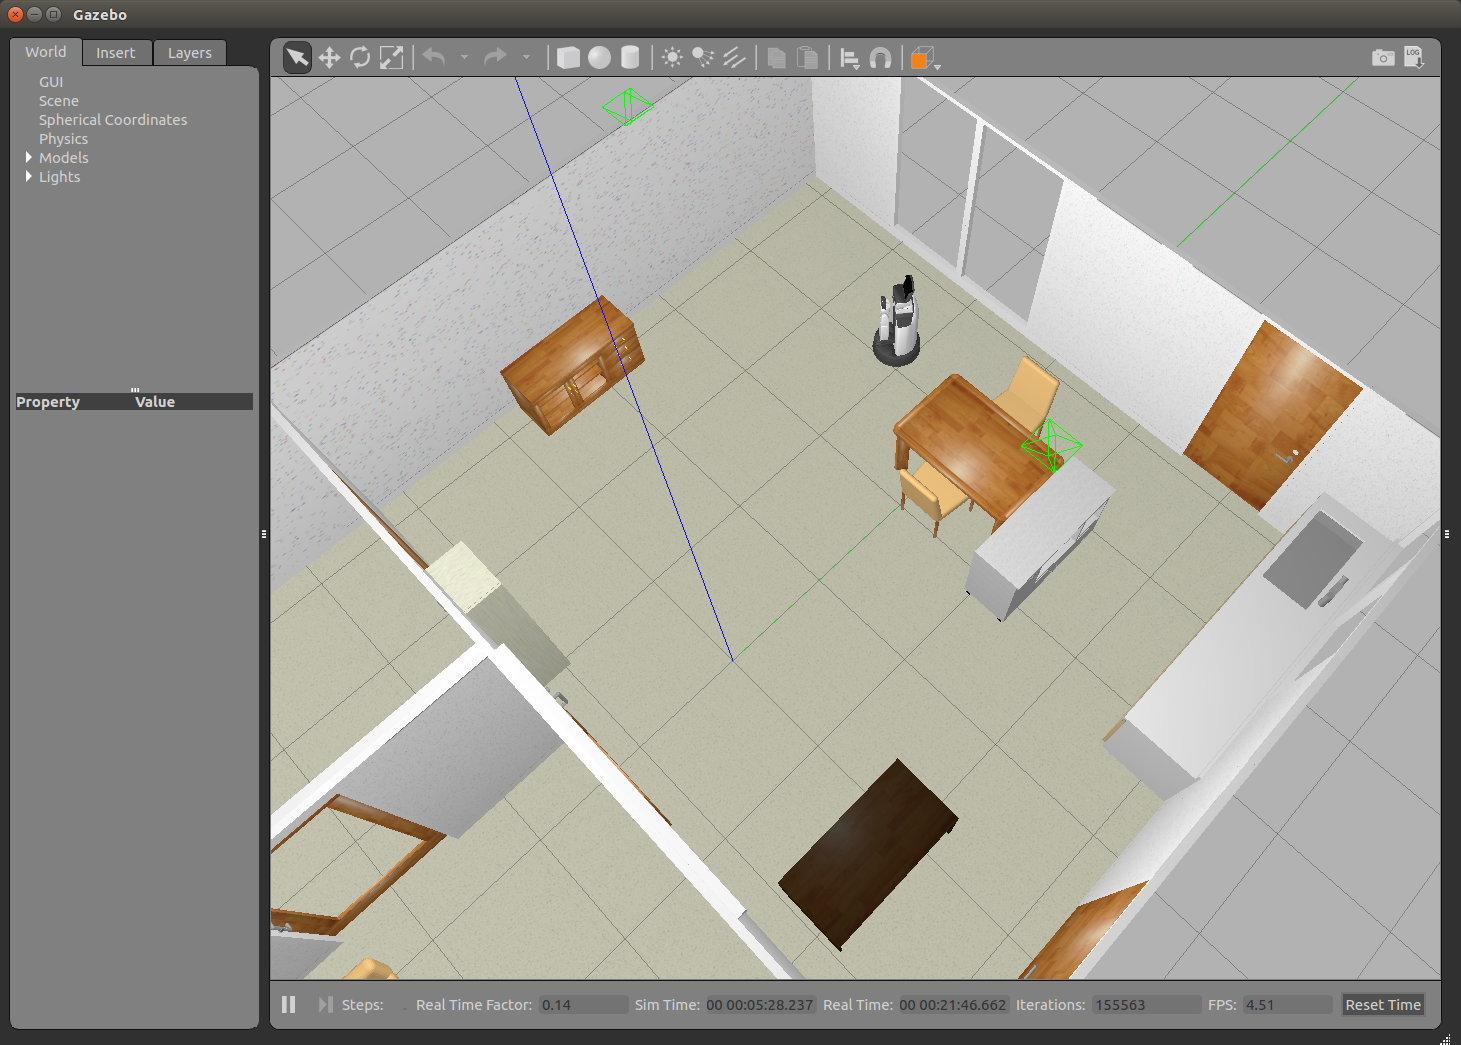 Gazebo
World Insert Layers
LOG
GUI
Scene
Spherical Coordinates
Physics
Models
Lights
Property Value
Steps: Real Time Factor: 0.14 Sim Time: 00 00:05:28.237 Real Time: 00 00:21:46.662 Iterations: 155563 FPS: 4.51 Reset Time